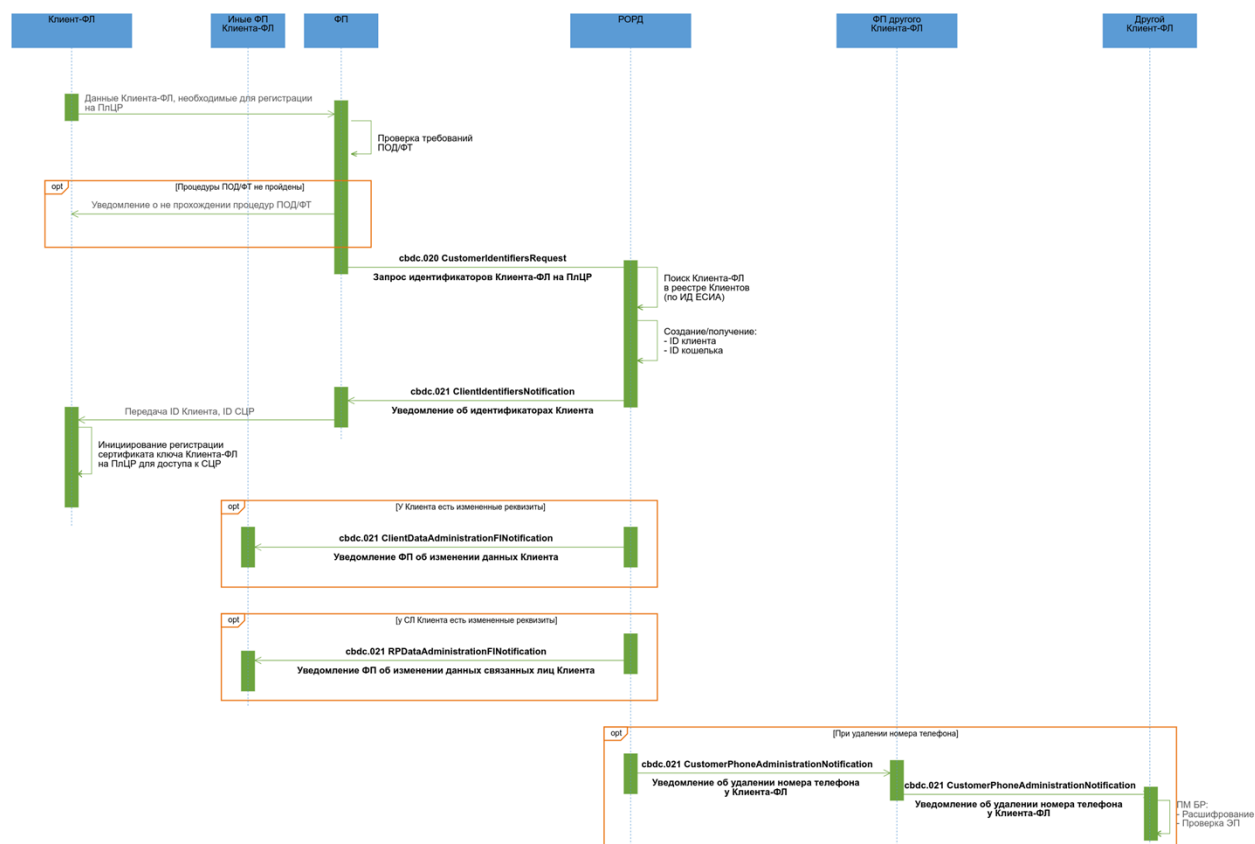 Клиент-ФЛ
Иные ФП
Клиента-ФЛ
ФП
РОРД
ФП другого
Клиента-ФЛ
Другой
Клиент-ФЛ
Данные Клиента-ФЛ, необходимые для регистрации
на ПлЦР
Проверка требований
ПОД/ФТ
opt
[Процедуры ПОД/ФТ не пройдены]
Уведомление о не прохождении процедур ПОД/ФТ
cbdc.020 CustomerIdentifiersRequest
Запрос идентификаторов Клиента-ФЛ на ПлЦР
Поиск Клиента-ФЛ
в реестре Клиентов
(по ИД ЕСИА)
Создание/получение:
- ID клиента
- ID кошелька
cbdc.021 ClientIdentifiersNotification
Уведомление об идентификаторах Клиента
Передача ID Клиента, ID СЦР
Инициирование регистрации
сертификата ключа Клиента-ФЛ
на ПлЦР для доступа к СЦР
opt
[У Клиента есть измененные реквизиты]
cbdc.021 ClientDataAdministrationFINotification
Уведомление ФП об изменении данных Клиента
opt
[у СЛ Клиента есть измененные реквизиты]
cbdc.021 RPDataAdministrationFINotification
Уведомление ФП об изменении данных связанных лиц Клиента
opt
[При удалении номера телефона]
cbdc.021 CustomerPhoneAdministrationNotification
Уведомление об удалении номера телефона
у Клиента-ФЛ
cbdc.021 CustomerPhoneAdministrationNotification
Уведомление об удалении номера телефона
у Клиента-ФЛ
ПМ БР:
- Расшифрование
- Проверка ЭП